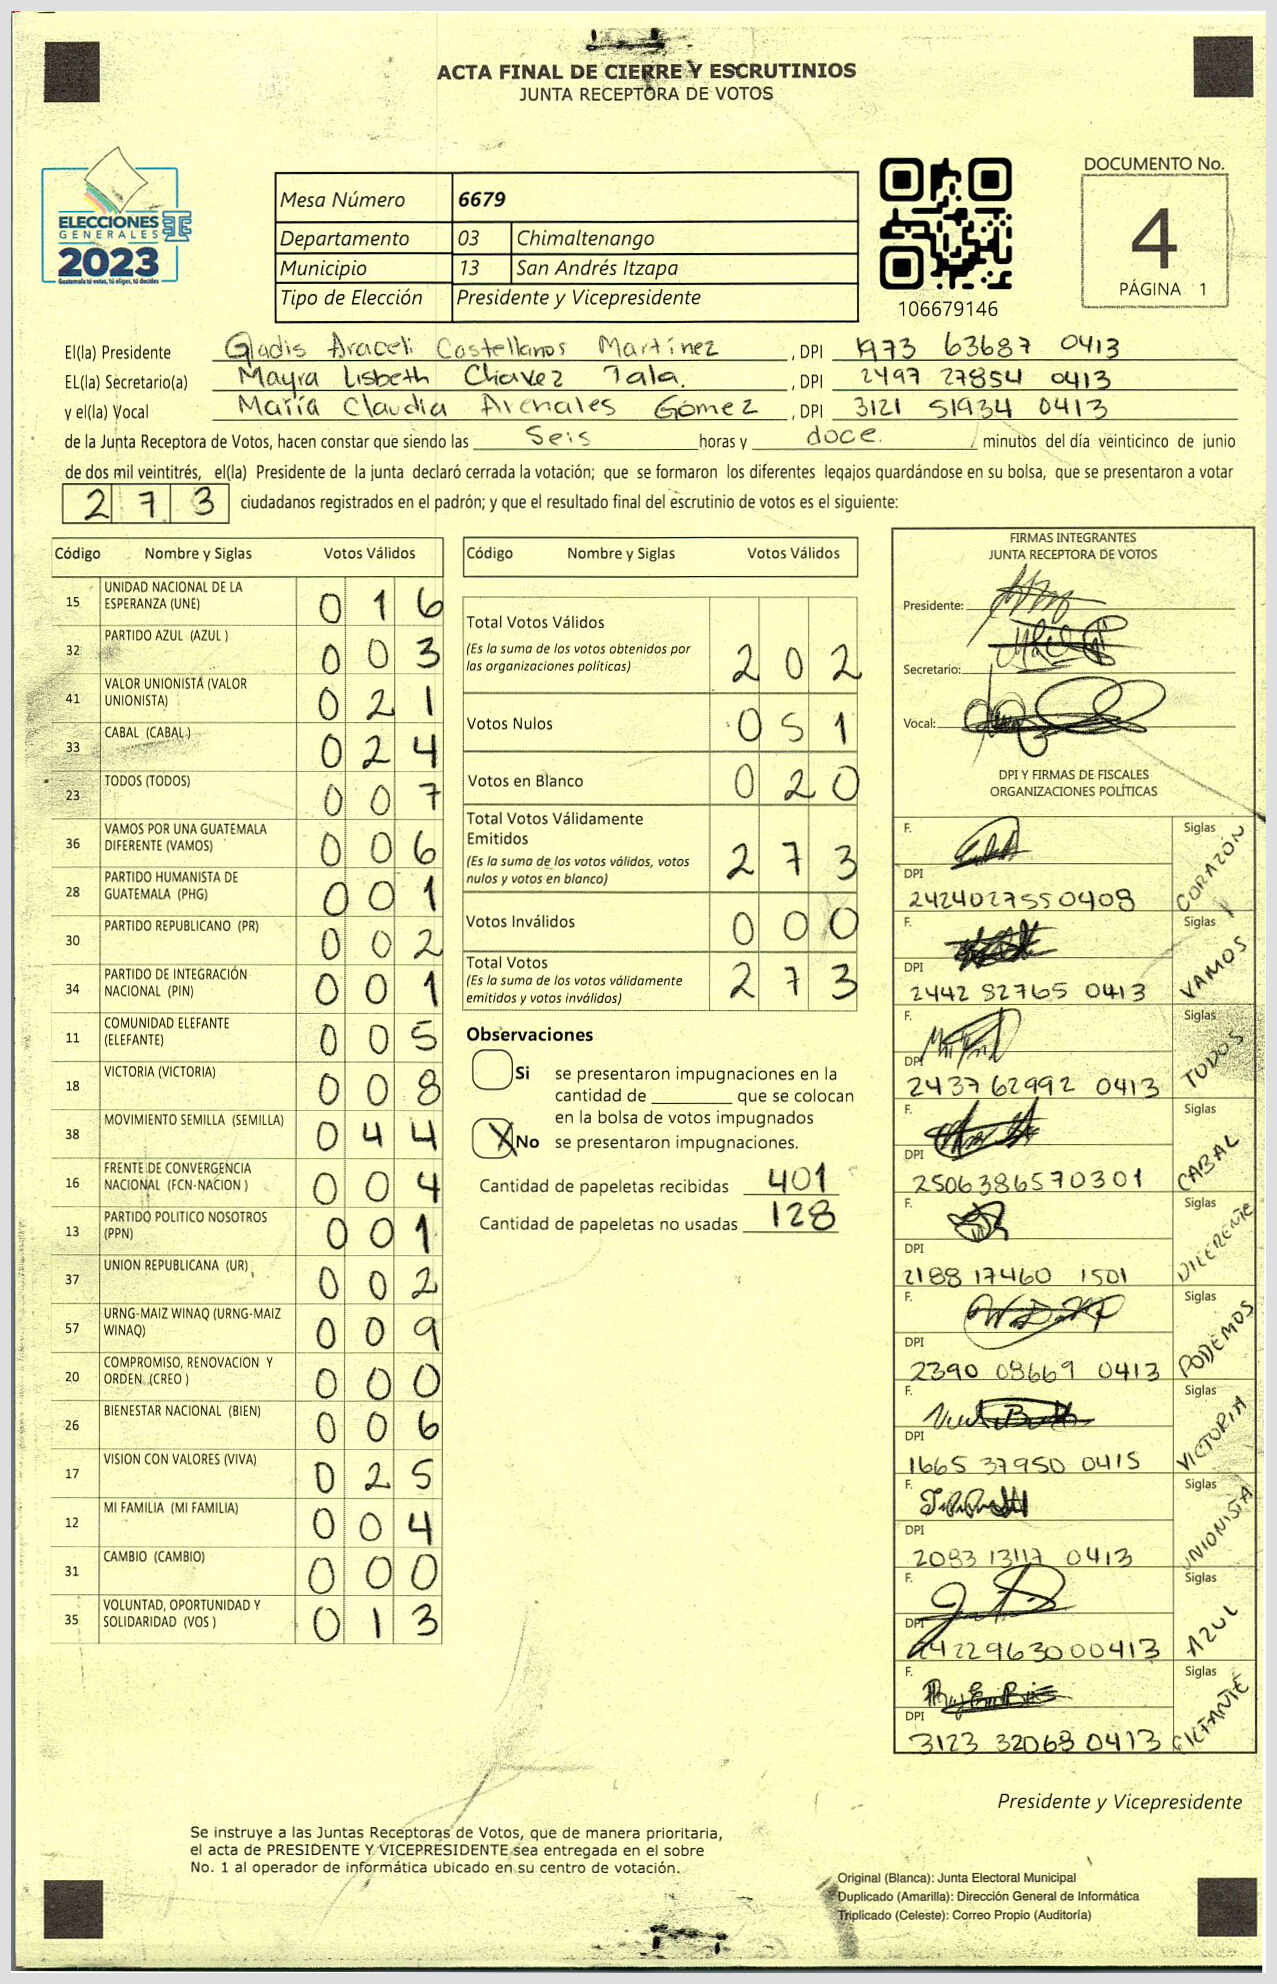 ACTA FINAL DE CIERRE Y ESCRUTINIOS
JUNTA RECEPTORA DE VOTOS
ELECCIONES
GENERALES
2023
Guatemala tú votas, tú eliges, tú decides
Mesa Número 6679
Departamento 03 Chimaltenango
Municipio 13 San Andrés Itzapa
Tipo de Elección Presidente y Vicepresidente
106679146
DOCUMENTO No.
4
PÁGINA 1
El(la) Presidente Gladis Araceli Castellanos Martínez , DPI 1973 63687 0413
EL(la) Secretario(a) Mayra Lisbeth Chavez Tala. , DPI 2497 27854 0413
y el(la) Vocal María Claudia Arenales Gómez , DPI 3121 51934 0413
de la Junta Receptora de Votos, hacen constar que siendo las Seis horas y doce. minutos del día veinticinco de junio
de dos mil veintitrés, el(la) Presidente de la junta declaró cerrada la votación; que se formaron los diferentes legajos quardándose en su bolsa, que se presentaron a votar
273 ciudadanos registrados en el padrón; y que el resultado final del escrutinio de votos es el siguiente:
Código Nombre y Siglas Votos Válidos
15 UNIDAD NACIONAL DE LA ESPERANZA (UNE) 0 1 6
32 PARTIDO AZUL (AZUL ) 0 0 3
41 VALOR UNIONISTA (VALOR UNIONISTA) 0 2 1
33 CABAL (CABAL ) 0 2 4
23 TODOS (TODOS) 0 0 7
36 VAMOS POR UNA GUATEMALA DIFERENTE (VAMOS) 0 0 6
28 PARTIDO HUMANISTA DE GUATEMALA (PHG) 0 0 1
30 PARTIDO REPUBLICANO (PR) 0 0 2
34 PARTIDO DE INTEGRACIÓN NACIONAL (PIN) 0 0 1
11 COMUNIDAD ELEFANTE (ELEFANTE) 0 0 5
18 VICTORIA (VICTORIA) 0 0 8
38 MOVIMIENTO SEMILLA (SEMILLA) 0 4 4
16 FRENTE DE CONVERGENCIA NACIONAL (FCN-NACION ) 0 0 4
13 PARTIDO POLITICO NOSOTROS (PPN) 0 0 1
37 UNION REPUBLICANA (UR) 0 0 2
57 URNG-MAIZ WINAQ (URNG-MAIZ WINAQ) 0 0 9
20 COMPROMISO, RENOVACION Y ORDEN (CREO ) 0 0 0
26 BIENESTAR NACIONAL (BIEN) 0 0 6
17 VISION CON VALORES (VIVA) 0 2 5
12 MI FAMILIA (MI FAMILIA) 0 0 4
31 CAMBIO (CAMBIO) 0 0 0
35 VOLUNTAD, OPORTUNIDAD Y SOLIDARIDAD (VOS ) 0 1 3
Código Nombre y Siglas Votos Válidos
Total Votos Válidos 2 0 2
(Es la suma de los votos obtenidos por
las organizaciones políticas)
Votos Nulos 0 5 1
Votos en Blanco 0 2 0
Total Votos Válidamente
Emitidos 2 7 3
(Es la suma de los votos válidos, votos
nulos y votos en blanco)
Votos Inválidos 0 0 0
Total Votos 2 7 3
(Es la suma de los votos válidamente
emitidos y votos inválidos)
Observaciones
Si se presentaron impugnaciones en la
cantidad de ________ que se colocan
en la bolsa de votos impugnados
X No se presentaron impugnaciones.
Cantidad de papeletas recibidas 401
Cantidad de papeletas no usadas 128
FIRMAS INTEGRANTES
JUNTA RECEPTORA DE VOTOS
Presidente:
Secretario:
Vocal:
DPI Y FIRMAS DE FISCALES
ORGANIZACIONES POLÍTICAS
F. Siglas CORAZÓN
DPI 2424027550408
F. Siglas VAMOS
DPI 2442 82765 0413
F. Siglas TODOS
DPI 2437 62992 0413
F. Siglas CABAL
DPI 2506386570301
F. Siglas
DPI 2188 17460 1501
F. Siglas PODEMOS
DPI 2390 08669 0413
F. Siglas VICTORIA
DPI 1665 37950 0415
F. Siglas UNIONISTA
DPI 2083 13117 0413
F. Siglas AZUL
DPI 2422963000413
F. Siglas
DPI 3123 32068 0413
Presidente y Vicepresidente
Se instruye a las Juntas Receptoras de Votos, que de manera prioritaria,
el acta de PRESIDENTE Y VICEPRESIDENTE sea entregada en el sobre
No. 1 al operador de informática ubicado en su centro de votación.
Original (Blanca): Junta Electoral Municipal
Duplicado (Amarilla): Dirección General de Informática
Triplicado (Celeste): Correo Propio (Auditoría)